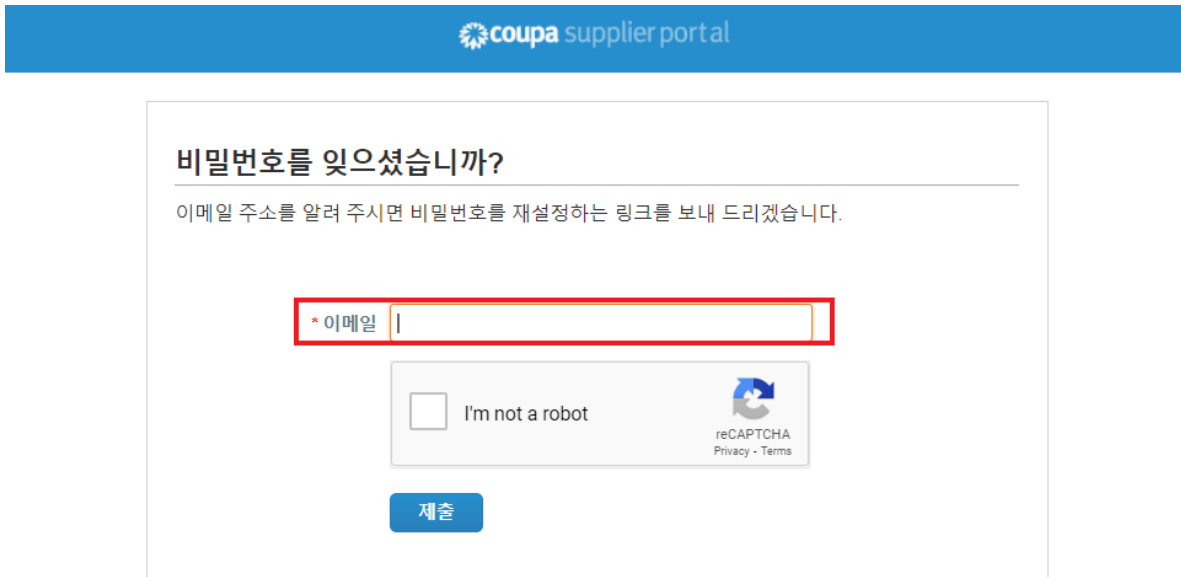 coupa supplier portal
비밀번호를 잊으셨습니까?
이메일 주소를 알려 주시면 비밀번호를 재설정하는 링크를 보내 드리겠습니다.
* 이메일
I'm not a robot
reCAPTCHA
Privacy - Terms
제출